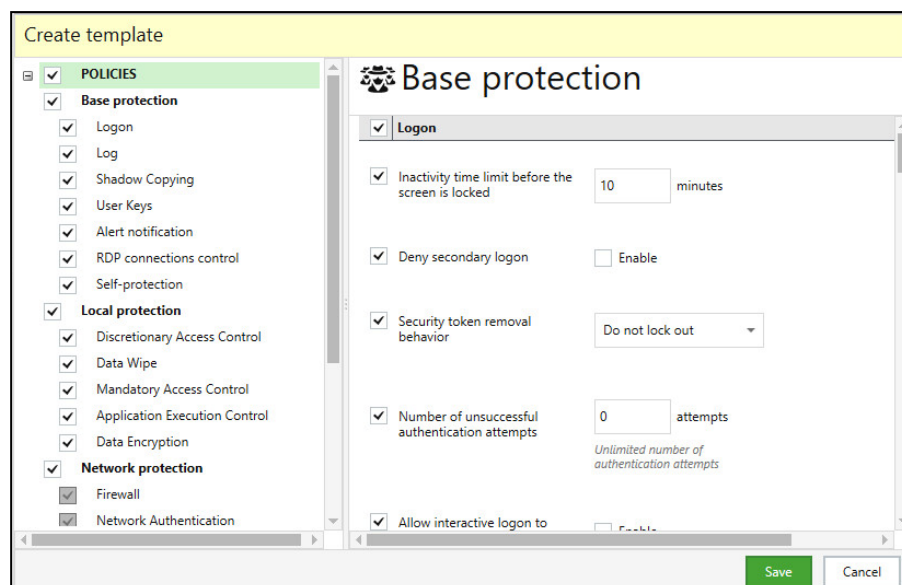 Create template
POLICIES
Base protection
Logon
Log
Shadow Copying
User Keys
Alert notification
RDP connections control
Self-protection
Local protection
Discretionary Access Control
Data Wipe
Mandatory Access Control
Application Execution Control
Data Encryption
Network protection
Firewall
Network Authentication
Base protection
Logon
Inactivity time limit before the
screen is locked
10 minutes
Deny secondary logon
Enable
Security token removal
behavior
Do not lock out
Number of unsuccessful
authentication attempts
0 attempts
Unlimited number of
authentication attempts
Allow interactive logon to
Enable
Save Cancel